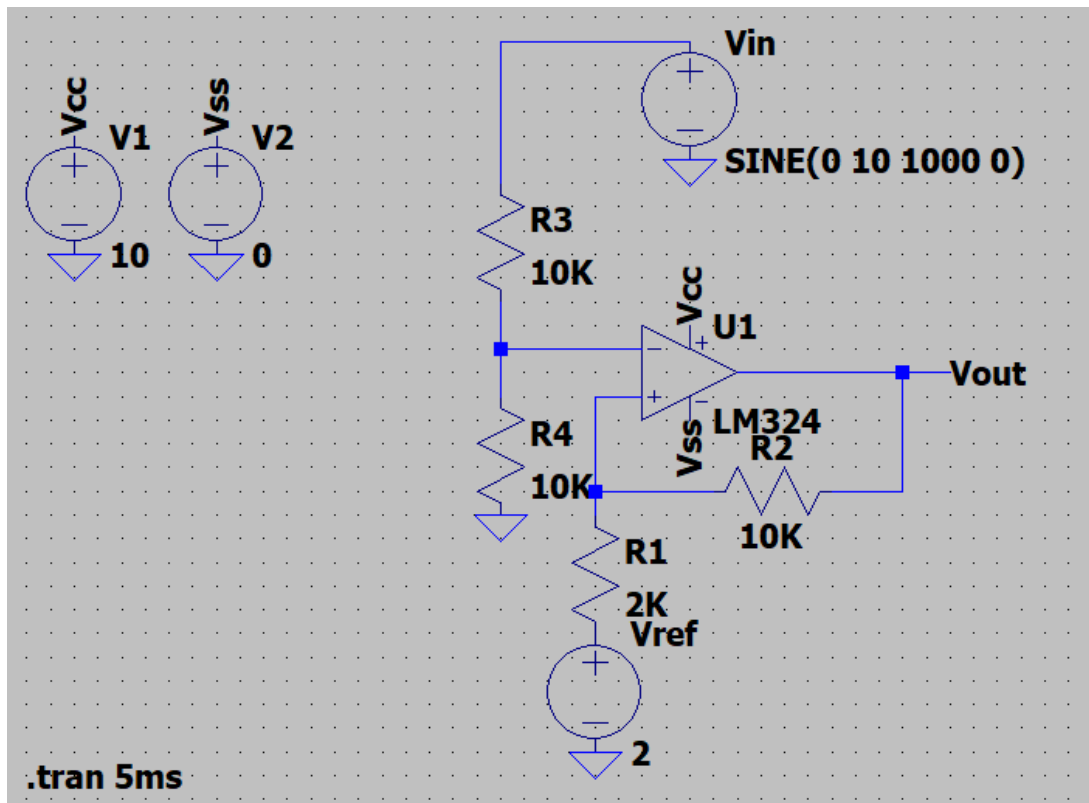 Vin
Vcc
V1
Vss
V2
SINE(0 10 1000 0)
10
0
R3
10K
Vcc
U1
Vout
LM324
Vss
R4
10K
R2
10K
R1
2K
Vref
2
.tran 5ms